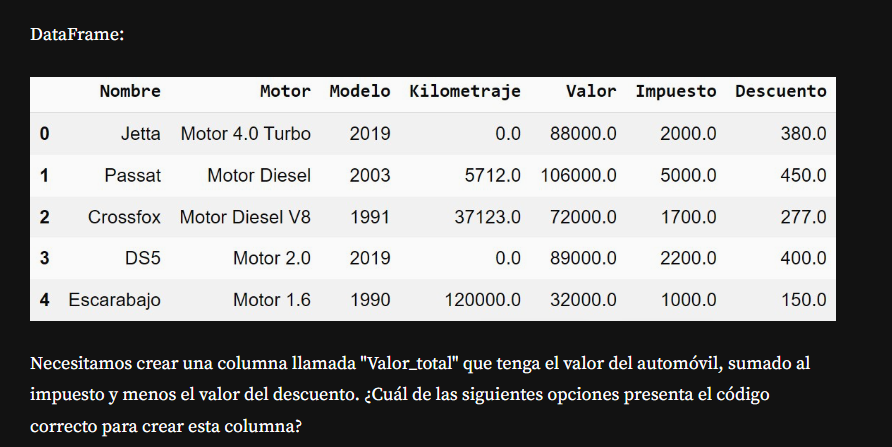 DataFrame:
Nombre Motor Modelo Kilometraje Valor Impuesto Descuento
0 Jetta Motor 4.0 Turbo 2019 0.0 88000.0 2000.0 380.0
1 Passat Motor Diesel 2003 5712.0 106000.0 5000.0 450.0
2 Crossfox Motor Diesel V8 1991 37123.0 72000.0 1700.0 277.0
3 DS5 Motor 2.0 2019 0.0 89000.0 2200.0 400.0
4 Escarabajo Motor 1.6 1990 120000.0 32000.0 1000.0 150.0
Necesitamos crear una columna llamada "Valor_total" que tenga el valor del automóvil, sumado al
impuesto y menos el valor del descuento. ¿Cuál de las siguientes opciones presenta el código
correcto para crear esta columna?